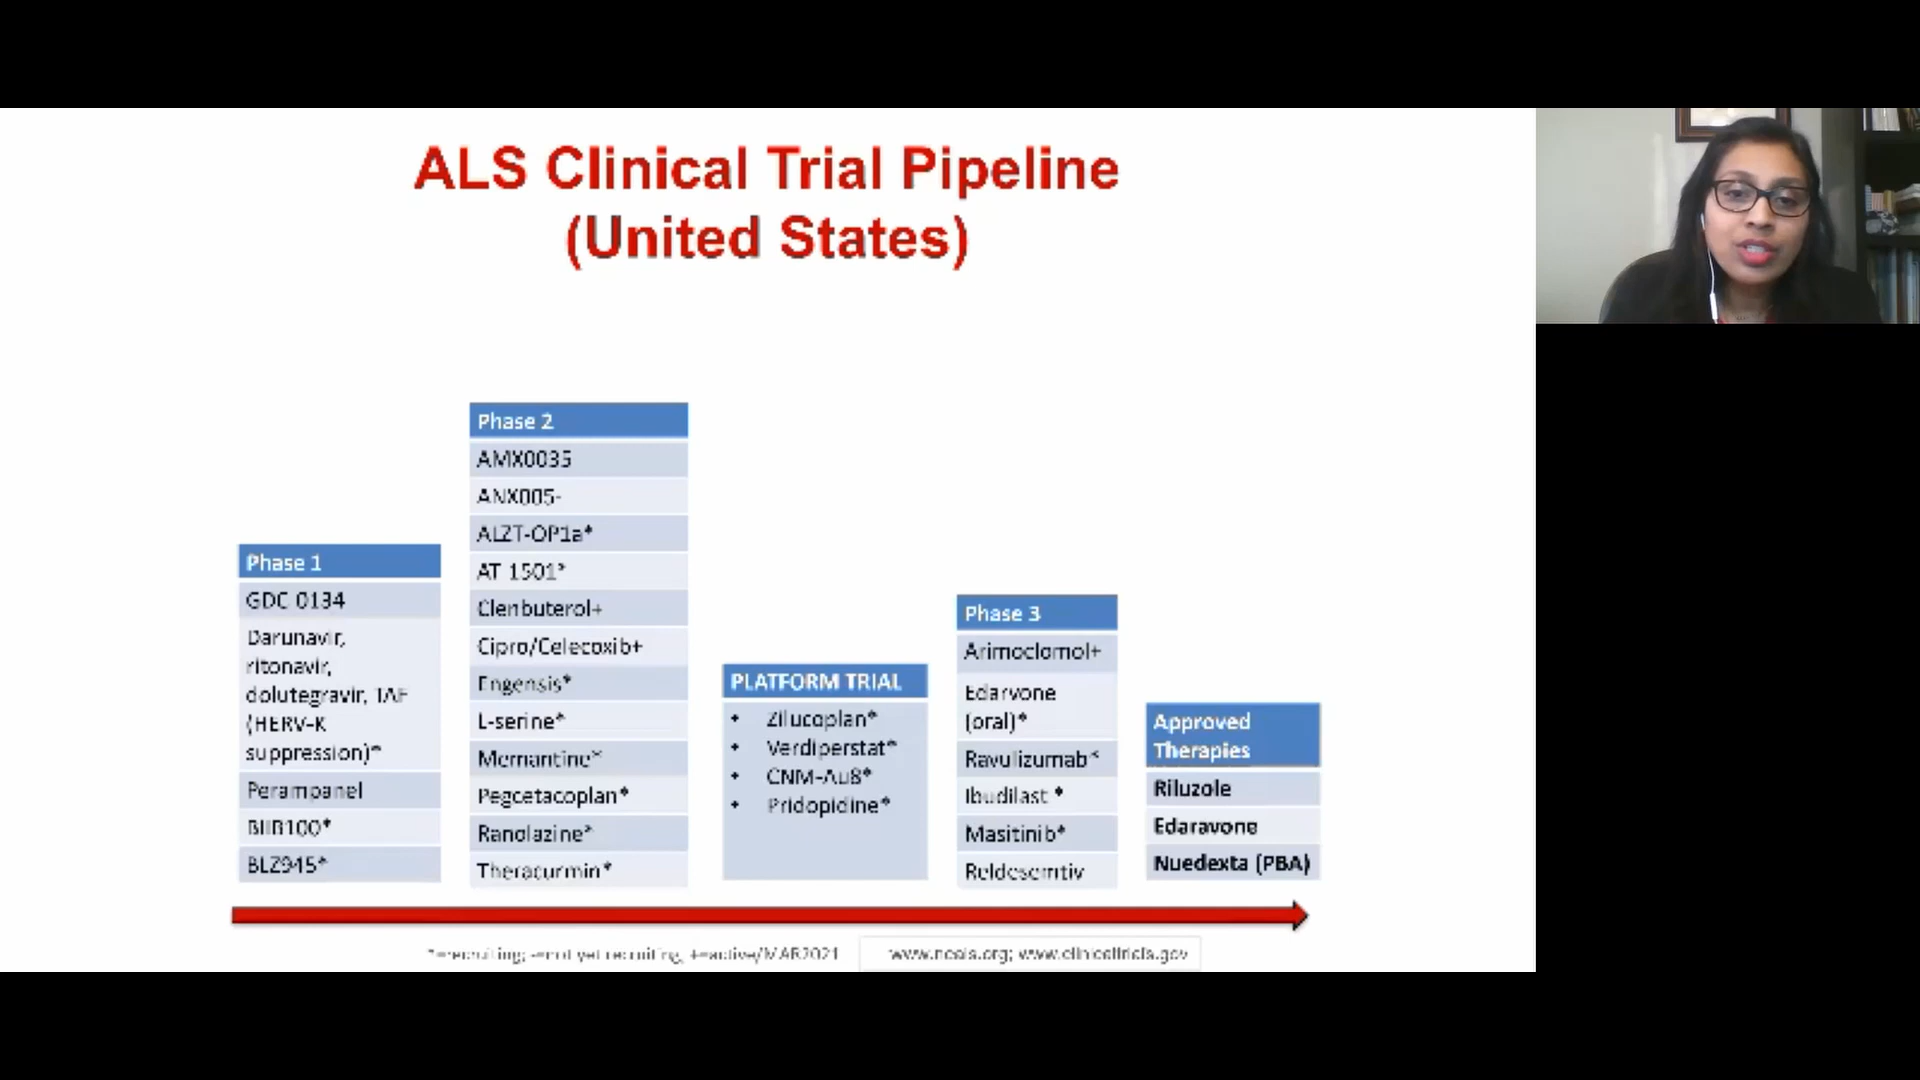 ALS Clinical Trial Pipeline
(United States)
Phase 1
GDC 0134
Darunavir,
ritonavir,
dolutegravir, TAF
(HERV-K
suppression)*
Perampanel
BIIB100*
BLZ945*
Phase 2
AMX0035
ANX005-
ALZT-OP1a*
AT 1501*
Clenbuterol+
Cipro/Celecoxib+
Engensis*
L-serine*
Memantine*
Pegcetacoplan*
Ranolazine*
Theracurmin*
PLATFORM TRIAL
• Zilucoplan*
• Verdiperstat*
• CNM-Au8*
• Pridopidine*
Phase 3
Arimoclomol+
Edarvone
(oral)*
Ravulizumab*
Ibudilast *
Masitinib*
Reldesemtiv
Approved
Therapies
Riluzole
Edaravone
Nuedexta (PBA)
*=recruiting; -=not yet recruiting, +=active/MAR2021
www.neals.org; www.clinicaltrials.gov